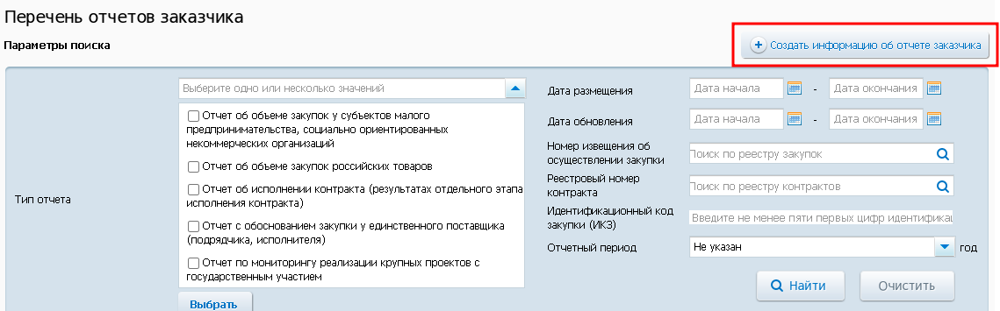 Перечень отчетов заказчика
Параметры поиска
Создать информацию об отчете заказчика
Тип отчета
Выберите одно или несколько значений
Отчет об объеме закупок у субъектов малого
предпринимательства, социально ориентированных
некоммерческих организаций
Отчет об объеме закупок российских товаров
Отчет об исполнении контракта (результатах отдельного этапа
исполнения контракта)
Отчет с обоснованием закупки у единственного поставщика
(подрядчика, исполнителя)
Отчет по мониторингу реализации крупных проектов с
государственным участием
Выбрать
Дата размещения Дата начала - Дата окончания
Дата обновления Дата начала - Дата окончания
Номер извещения об
осуществлении закупки
Поиск по реестру закупок
Реестровый номер
контракта
Поиск по реестру контрактов
Идентификационный код
закупки (ИКЗ)
Введите не менее пяти первых цифр идентификац
Отчетный период Не указан год
Найти Очистить